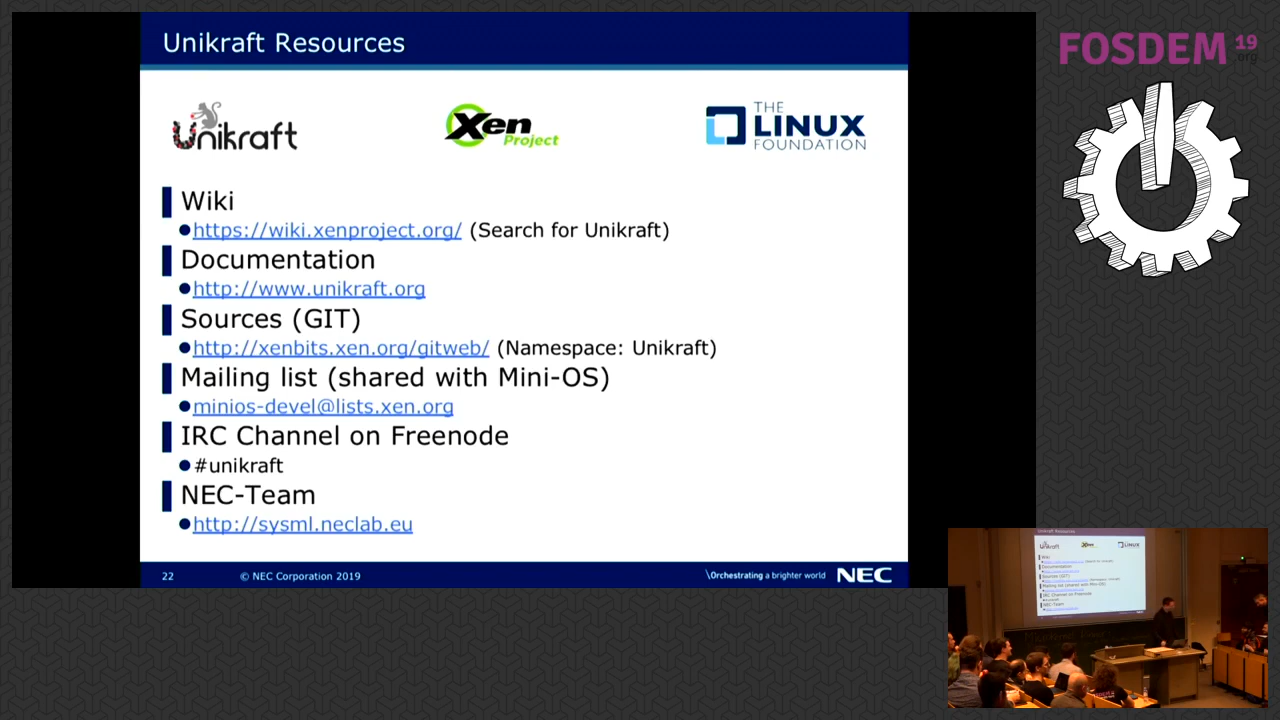 Unikraft Resources
FOSDEM 19
.org
Unikraft
Xen
Project
THE
LINUX
FOUNDATION
Wiki
https://wiki.xenproject.org/ (Search for Unikraft)
Documentation
http://www.unikraft.org
Sources (GIT)
http://xenbits.xen.org/gitweb/ (Namespace: Unikraft)
Mailing list (shared with Mini-OS)
minios-devel@lists.xen.org
IRC Channel on Freenode
#unikraft
NEC-Team
http://sysml.neclab.eu
22
© NEC Corporation 2019
\Orchestrating a brighter world
NEC